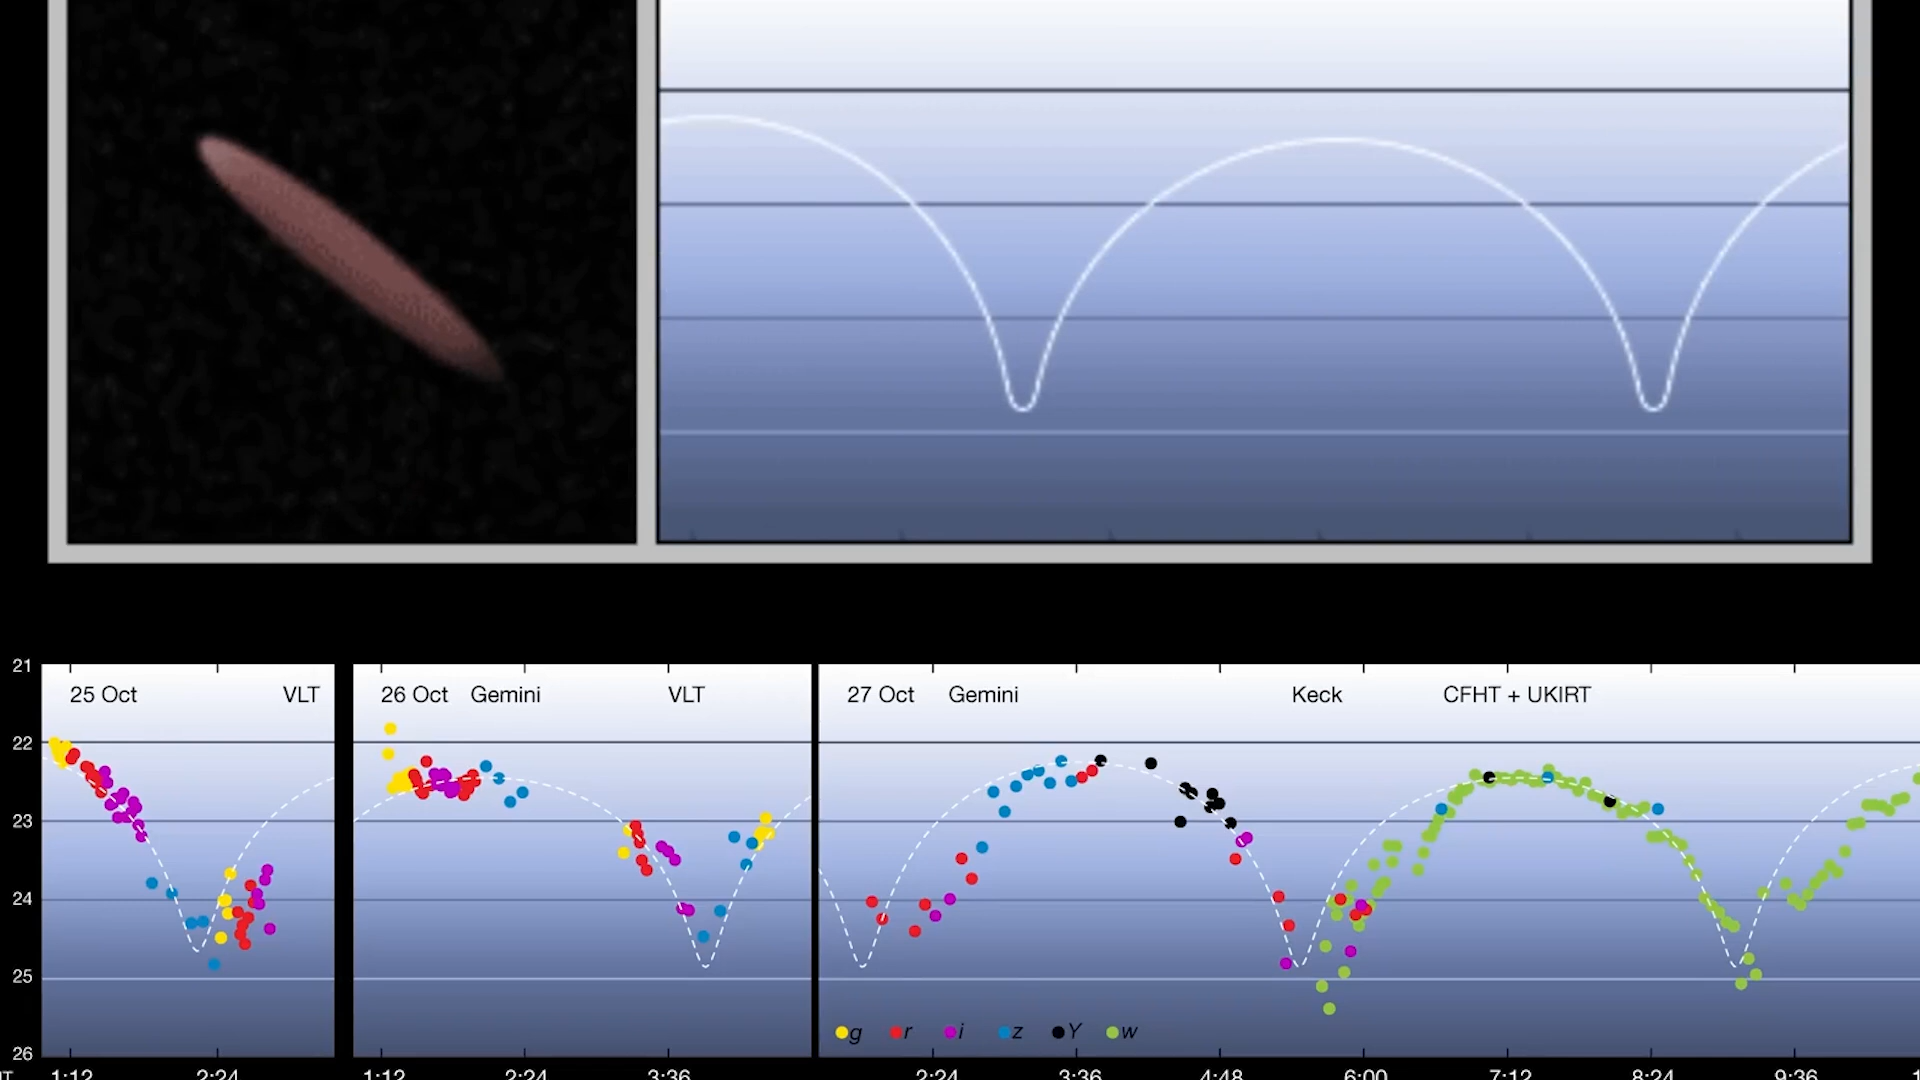 21
25 Oct VLT
26 Oct Gemini VLT
27 Oct Gemini Keck CFHT + UKIRT
22
23
24
25
g r i z Y w
26
1:12 2:24 1:12 2:24 3:36 2:24 3:36 4:48 6:00 7:12 8:24 9:36